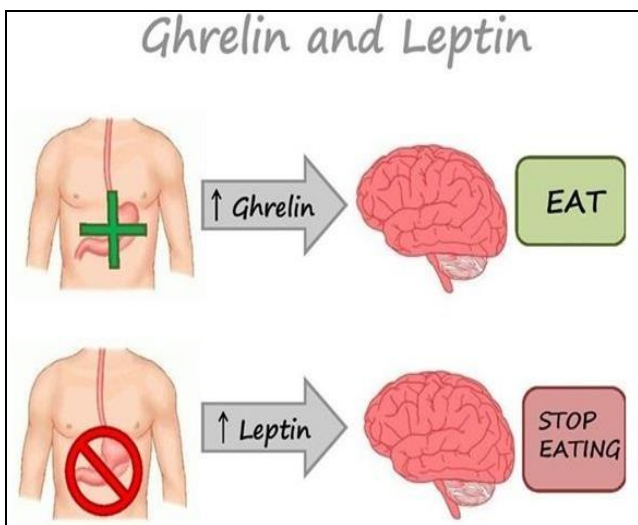 Ghrelin and Leptin
↑ Ghrelin
EAT
↑ Leptin
STOP
EATING